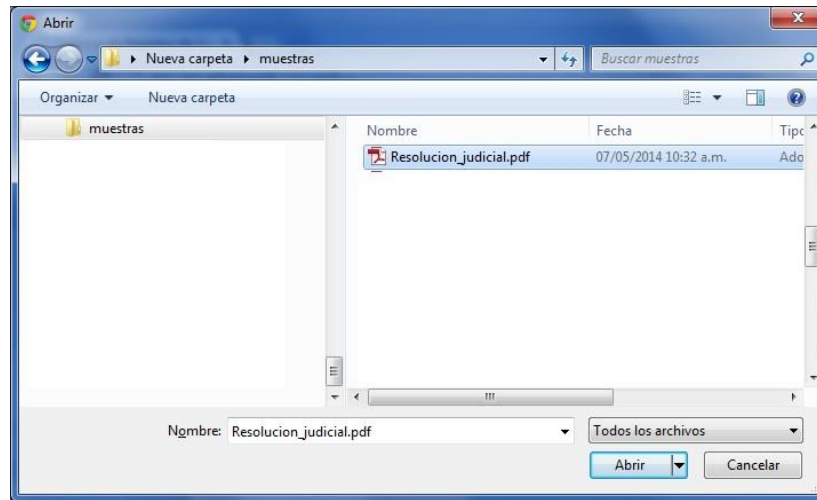 Abrir
Nueva carpeta muestras
Buscar muestras
Organizar Nueva carpeta
muestras
Nombre Fecha Tipo
Resolucion_judicial.pdf 07/05/2014 10:32 a.m. Ado
Nombre: Resolucion_judicial.pdf Todos los archivos
Abrir Cancelar